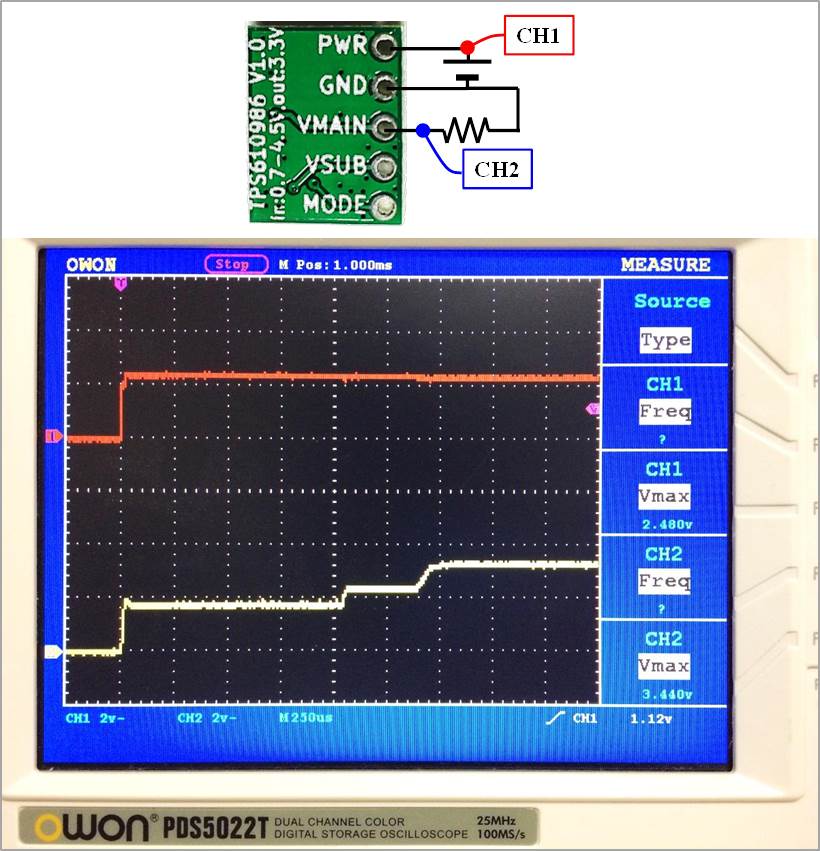 PWR
GND
VMAIN
VSUB
MODE
TPS610986 V1.0
in:0.7-4.5V,out:3.3V
CH1
CH2
OWON
Stop
M Pos:1.000ms
MEASURE
Source
Type
CH1
Freq
?
CH1
Vmax
2.480v
CH2
Freq
?
CH2
Vmax
3.440v
CH1 2v~
CH2 2v~
M250us
CH1
1.12v
OWON® PDS5022T
DUAL CHANNEL COLOR
DIGITAL STORAGE OSCILLOSCOPE
25MHz
100MS/s